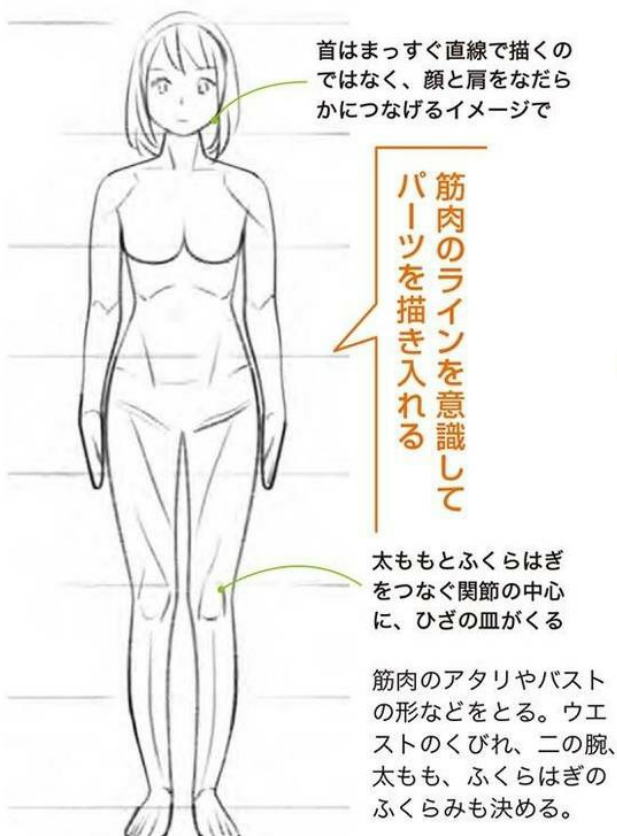 首はまっすぐ直線で描くの
ではなく、顔と肩をなだら
かにつなげるイメージで
筋肉のラインを意識して
パーツを描き入れる
太ももとふくらはぎ
をつなぐ関節の中心
に、ひざの皿がくる
筋肉のアタリやバスト
の形などをとる。ウエ
ストのくびれ、二の腕、
太もも、ふくらはぎの
ふくらみも決める。